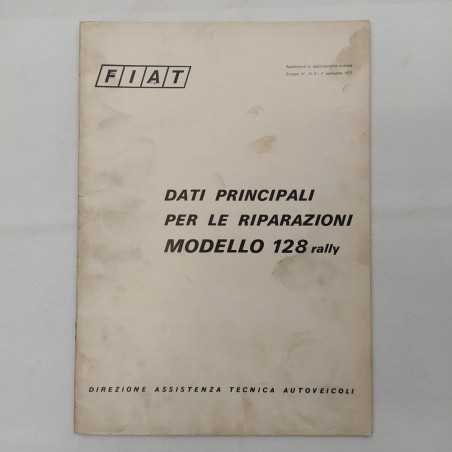 FIAT
DATI PRINCIPALI
PER LE RIPARAZIONI
MODELLO 128 rally
DIREZIONE ASSISTENZA TECNICA AUTOVEICOLI